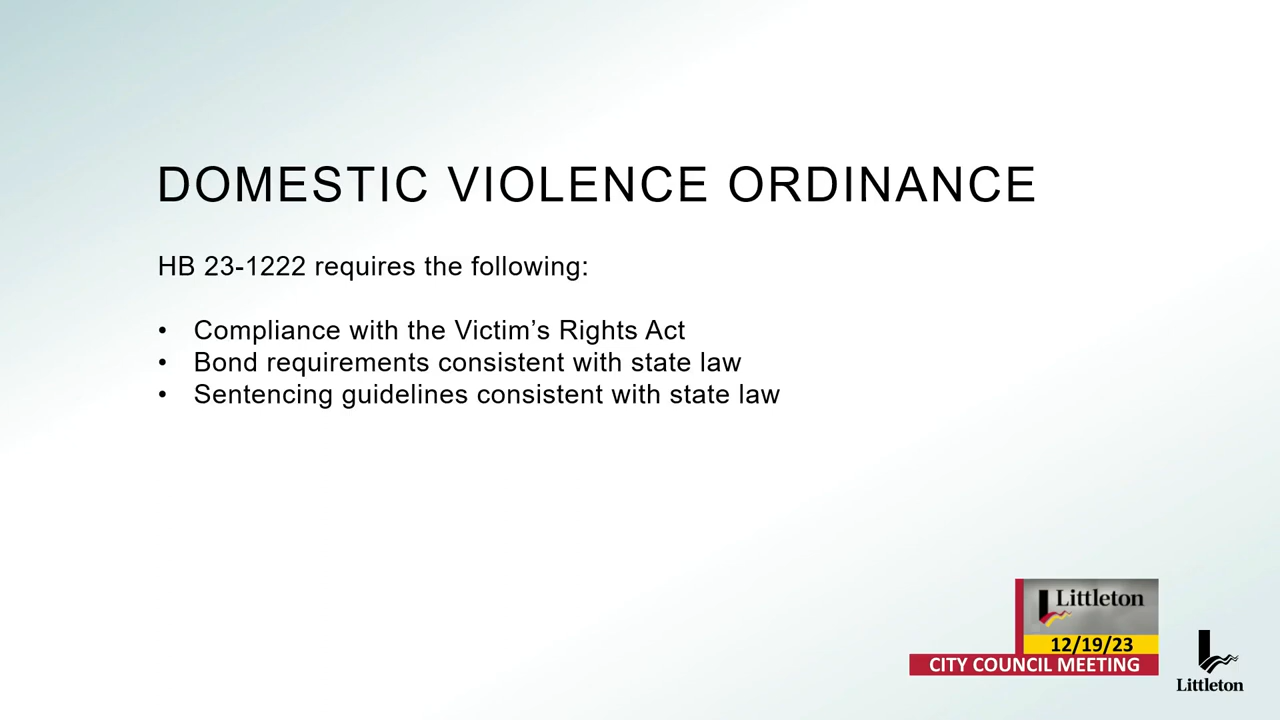 DOMESTIC VIOLENCE ORDINANCE
HB 23-1222 requires the following:
• Compliance with the Victim’s Rights Act
• Bond requirements consistent with state law
• Sentencing guidelines consistent with state law
Littleton
12/19/23
CITY COUNCIL MEETING
Littleton